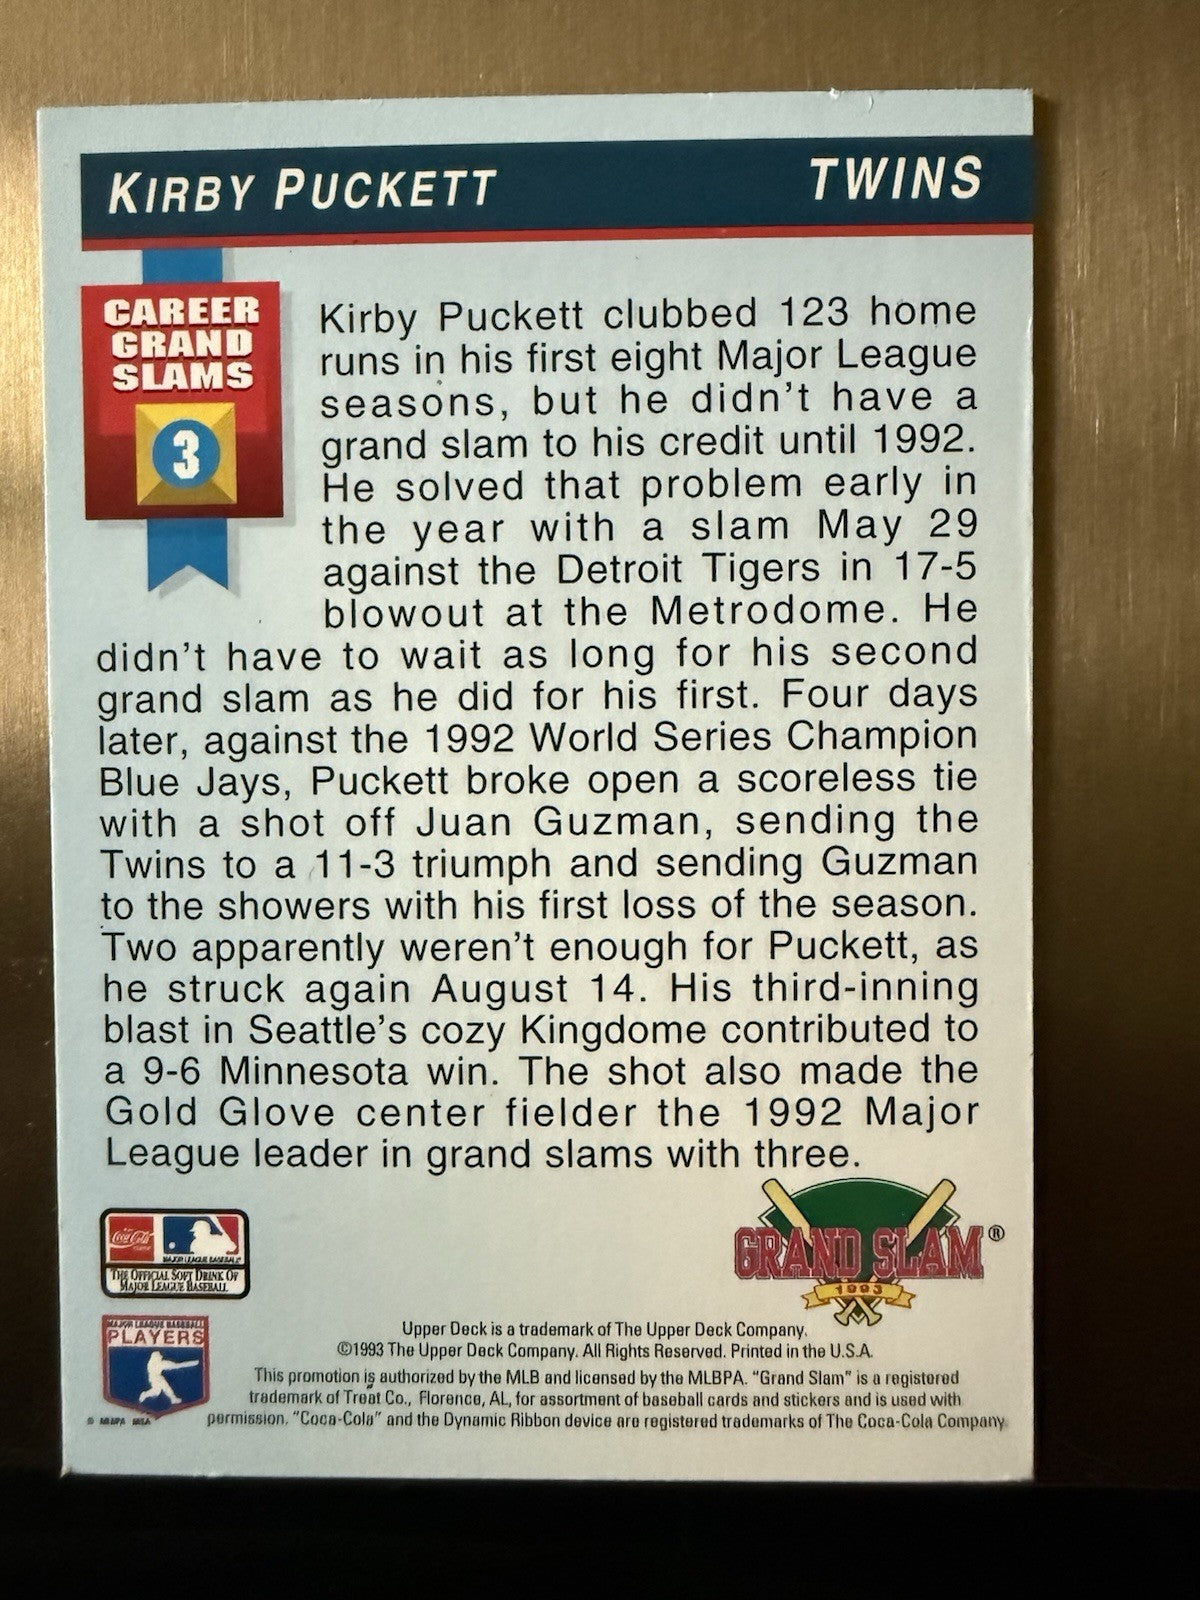 KIRBY PUCKETT TWINS
CAREER
GRAND
SLAMS
3
Kirby Puckett clubbed 123 home
runs in his first eight Major League
seasons, but he didn't have a
grand slam to his credit until 1992.
He solved that problem early in
the year with a slam May 29
against the Detroit Tigers in 17-5
blowout at the Metrodome. He
didn't have to wait as long for his second
grand slam as he did for his first. Four days
later, against the 1992 World Series Champion
Blue Jays, Puckett broke open a scoreless tie
with a shot off Juan Guzman, sending the
Twins to a 11-3 triumph and sending Guzman
to the showers with his first loss of the season.
Two apparently weren't enough for Puckett, as
he struck again August 14. His third-inning
blast in Seattle's cozy Kingdome contributed to
a 9-6 Minnesota win. The shot also made the
Gold Glove center fielder the 1992 Major
League leader in grand slams with three.
Coca-Cola
MAJOR LEAGUE BASEBALL
THE OFFICIAL SOFT DRINK OF
MAJOR LEAGUE BASEBALL
GRAND SLAM®
1993
MAJOR LEAGUE BASEBALL
PLAYERS
© MLBPA MSA
Upper Deck is a trademark of The Upper Deck Company.
©1993 The Upper Deck Company. All Rights Reserved. Printed in the U.S.A.
This promotion is authorized by the MLB and licensed by the MLBPA. "Grand Slam" is a registered
trademark of Treat Co., Florence, AL, for assortment of baseball cards and stickers and is used with
permission. "Coca-Cola" and the Dynamic Ribbon device are registered trademarks of The Coca-Cola Company